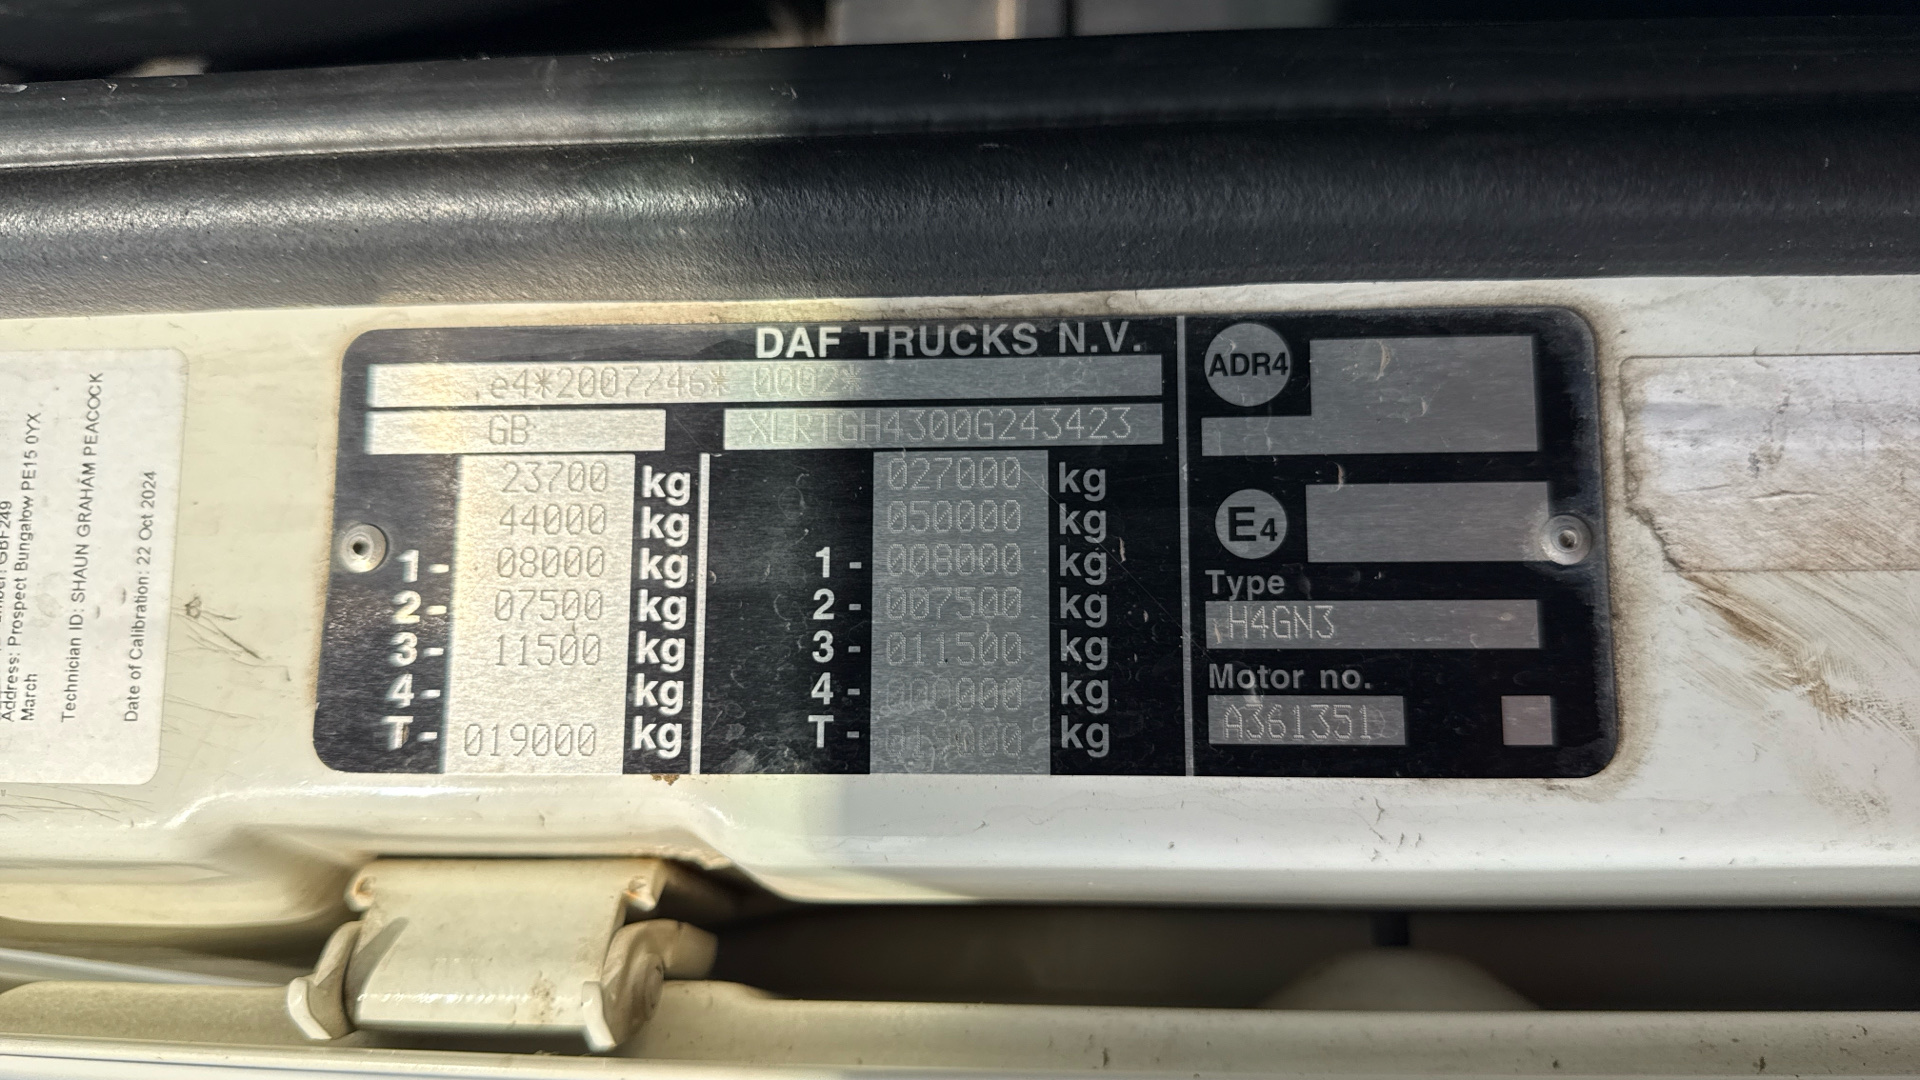 DAF TRUCKS N.V.
e4*2007/46* 0002*
GB XLRTGH4300G243423
23700 kg 027000 kg
44000 kg 050000 kg
1- 08000 kg 1- 008000 kg
2- 07500 kg 2- 007500 kg
3- 11500 kg 3- 011500 kg
4- kg 4- 000000 kg
T- 019000 kg T- 019000 kg
ADR4
E4
Type
H4GN3
Motor no.
A361351
Address: Prospect Bungalow PE15 0YX
March
Technician ID: SHAUN GRAHAM PEACOCK
Date of Calibration: 22 Oct 2024